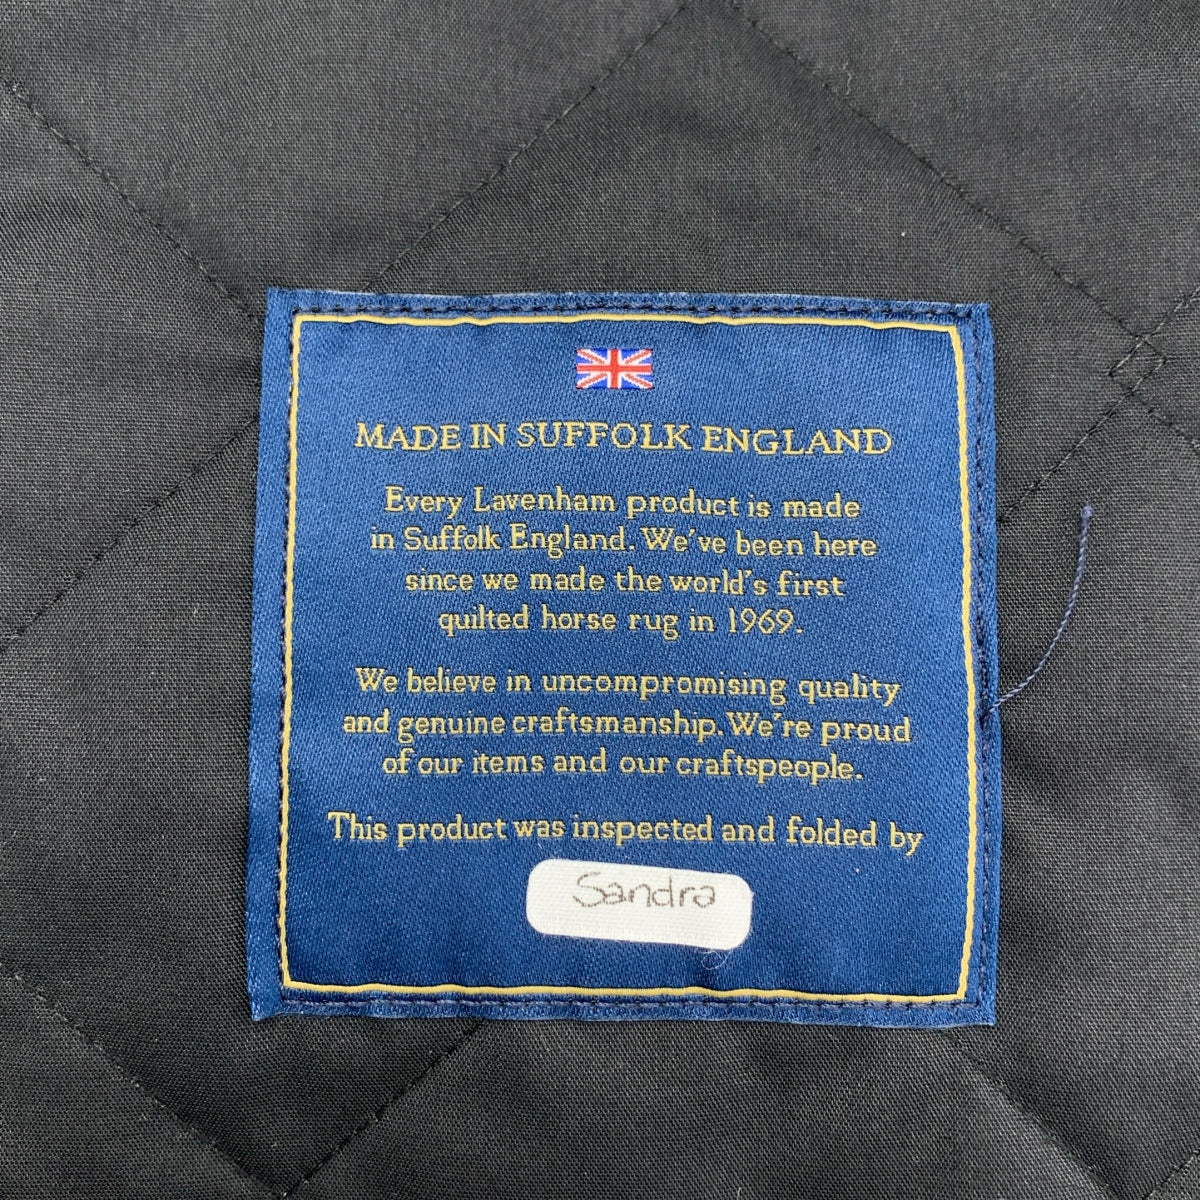 MADE IN SUFFOLK ENGLAND
Every Lavenham product is made
in Suffolk England. We've been here
since we made the world's first
quilted horse rug in 1969.
We believe in uncompromising quality
and genuine craftsmanship. We're proud
of our items and our craftspeople.
This product was inspected and folded by
Sandra